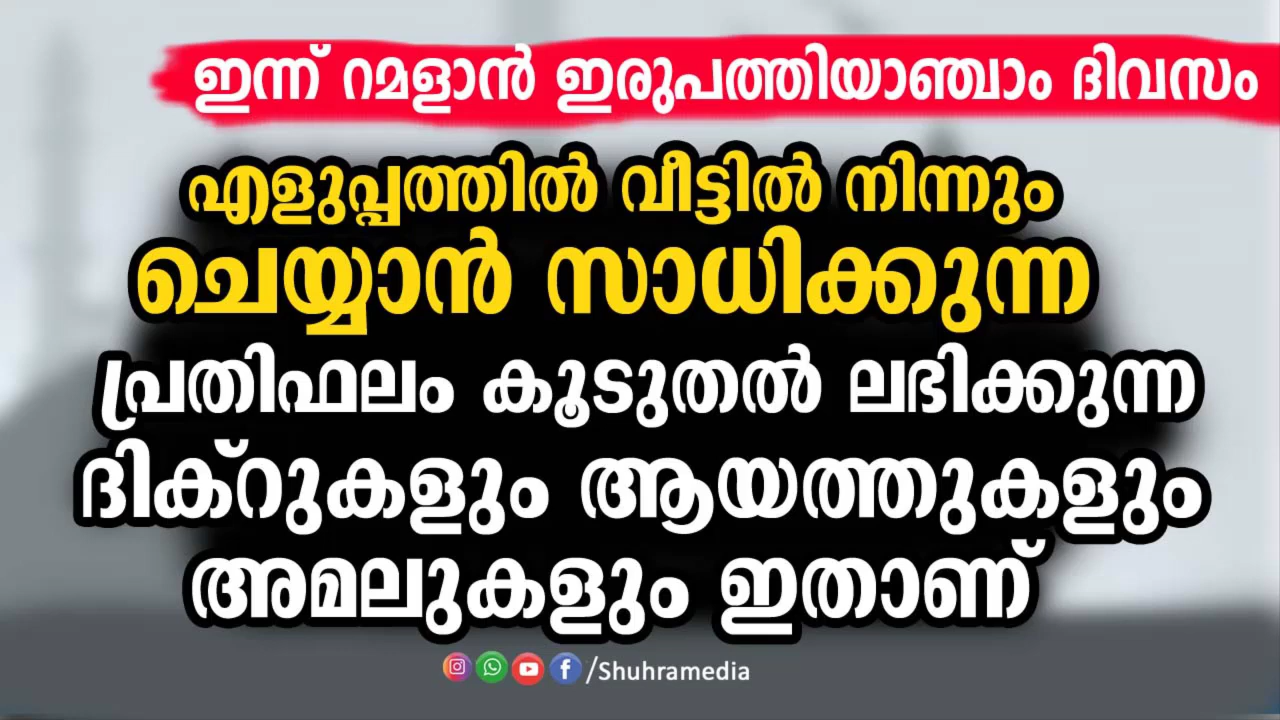 ഇന്ന് റമളാൻ ഇരുപത്തിയാഞ്ചാം ദിവസം
എളുപ്പത്തിൽ വീട്ടിൽ നിന്നും
ചെയ്യാൻ സാധിക്കുന്ന
പ്രതിഫലം കൂടുതൽ ലഭിക്കുന്ന
ദിക്റുകളും ആയത്തുകളും
അമലുകളും ഇതാണ്
/Shuhramedia